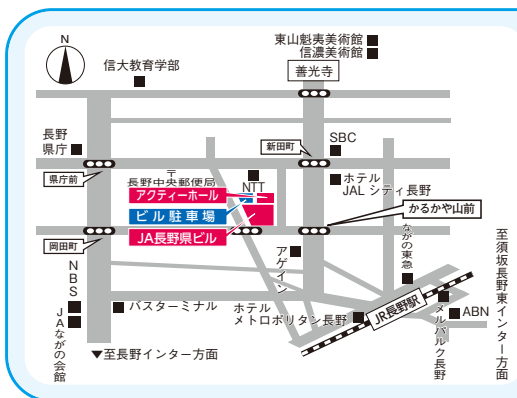 N
東山魁夷美術館
信濃美術館
善光寺
信大教育学部
新田町
SBC
長野
県庁
県庁前
〒
長野中央郵便局
NTT
ホテル
JALシティ長野
アクティーホール
ビル駐車場
JA長野県ビル
かるかや山前
岡田町
アゲイン
ながの東急
至須坂長野東インター方面
NBS
JAながの会館
バスターミナル
ホテル
メトロポリタン長野
JR長野駅
メルパルク長野
ABN
▼至長野インター方面